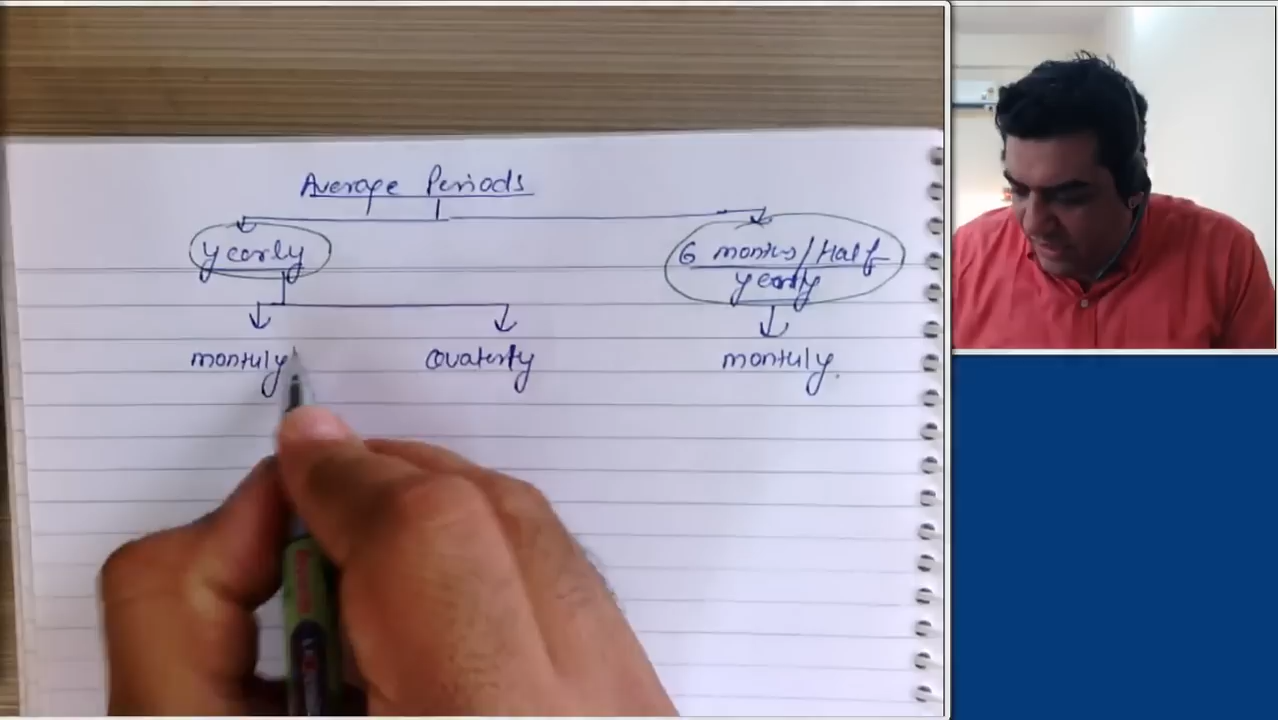 Average Periods
yearly
6 months/Half
yearly
monthly quaterly monthly.